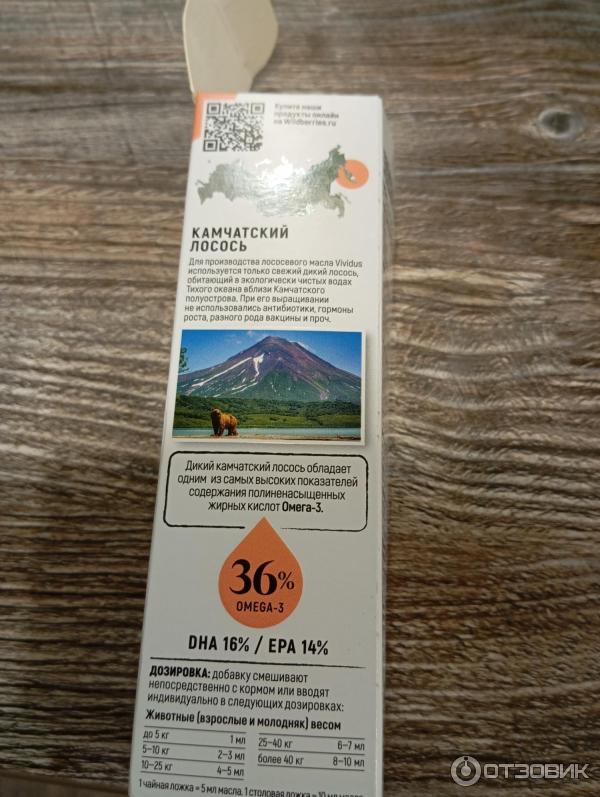 Купите наши
продукты онлайн
на Wildberries.ru
КАМЧАТСКИЙ
ЛОСОСЬ
Для производства лососевого масла Vividus
используется только свежий дикий лосось,
обитающий в экологически чистых водах
Тихого океана вблизи Камчатского
полуострова. При его выращивании
не использовались антибиотики, гормоны
роста, разного рода вакцины и проч.
Дикий камчатский лосось обладает
одним из самых высоких показателей
содержания полиненасыщенных
жирных кислот Омега-3.
36%
OMEGA-3
DHA 16% / EPA 14%
ДОЗИРОВКА: добавку смешивают
непосредственно с кормом или вводят
индивидуально в следующих дозировках:
Животные (взрослые и молодняк) весом
до 5 кг 1 мл 25-40 кг 6-7 мл
5-10 кг 2-3 мл более 40 кг 8-10 мл
10-25 кг 4-5 мл
1 чайная ложка = 5 мл масла. 1 столовая ложка = 10 мл
ОТЗОВИК